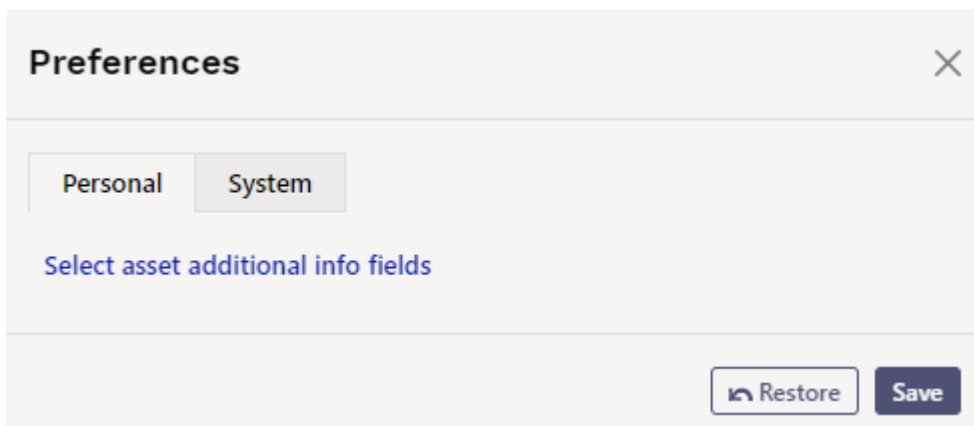 Preferences
Personal System
Select asset additional info fields
Restore Save